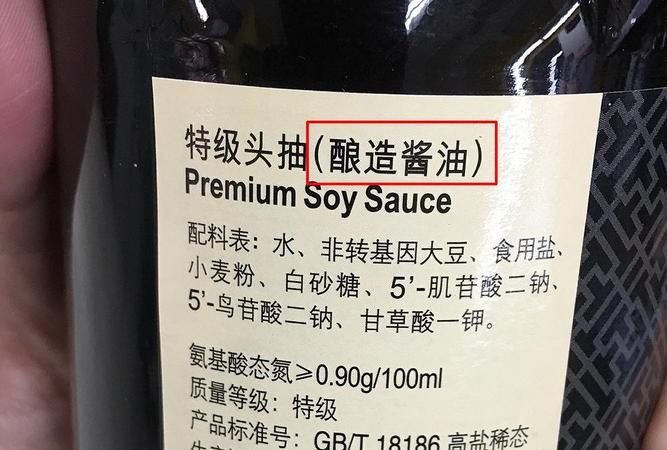 特级头抽(酿造酱油)
Premium Soy Sauce
配料表：水、非转基因大豆、食用盐、
小麦粉、白砂糖、5’-肌苷酸二钠、
5’-鸟苷酸二钠、甘草酸一钾。
氨基酸态氮≥0.90g/100ml
质量等级：特级
产品标准号：GB/T 18186 高盐稀态